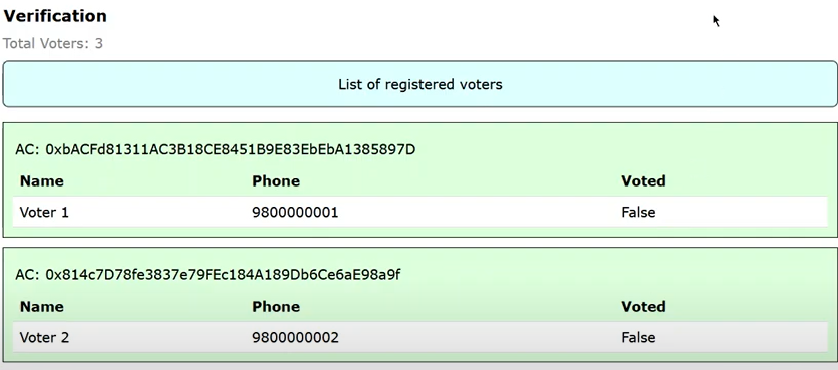 Verification
Total Voters: 3
List of registered voters
AC: 0xbACFd81311AC3B18CE8451B9E83EbEbA1385897D
Name Phone Voted
Voter 1 9800000001 False
AC: 0x814c7D78fe3837e79FEc184A189Db6Ce6aE98a9f
Name Phone Voted
Voter 2 9800000002 False